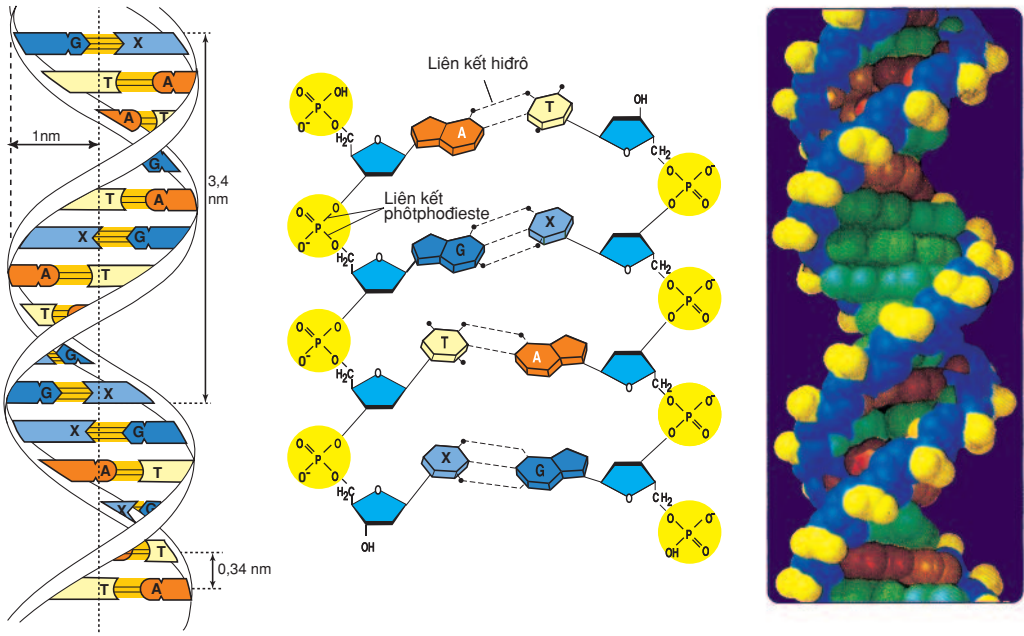 G X
T A
A T
1nm
G
3,4
nm
T A
X G
A T
T
G
G X
X G
A T
X G
T
0,34 nm
T A
Liên kết hiđrô
O OH
P
O⁻ O
H₂C
O
A T
OH
O
CH₂
O O⁻
P
O O
Liên kết
phôtphođieste
O O
P
O⁻ O
H₂C
O
G X
O
CH₂
O O⁻
P
O O
O O
P
O⁻ O
H₂C
O
T A
O
CH₂
O O⁻
P
O O
O O
P
O⁻ O
H₂C
O
OH
X G
O
CH₂
O O⁻
P
OH O